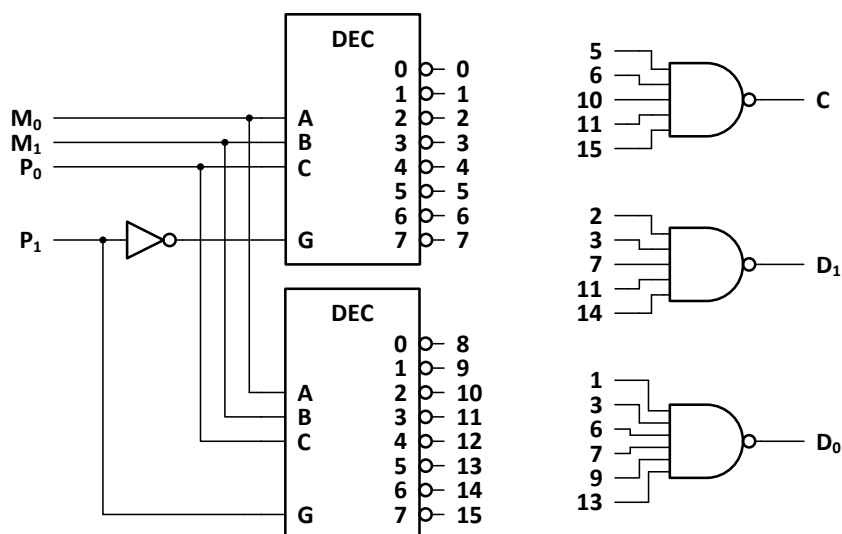 DEC
0 0
1 1
M₀ A 2 2
M₁ B 3 3
P₀ C 4 4
5 5
6 6
P₁ G 7 7
DEC
0 8
1 9
A 2 10
B 3 11
C 4 12
5 13
6 14
G 7 15
5
6
10 C
11
15
2
3
7 D₁
11
14
1
3
6
7 D₀
9
13